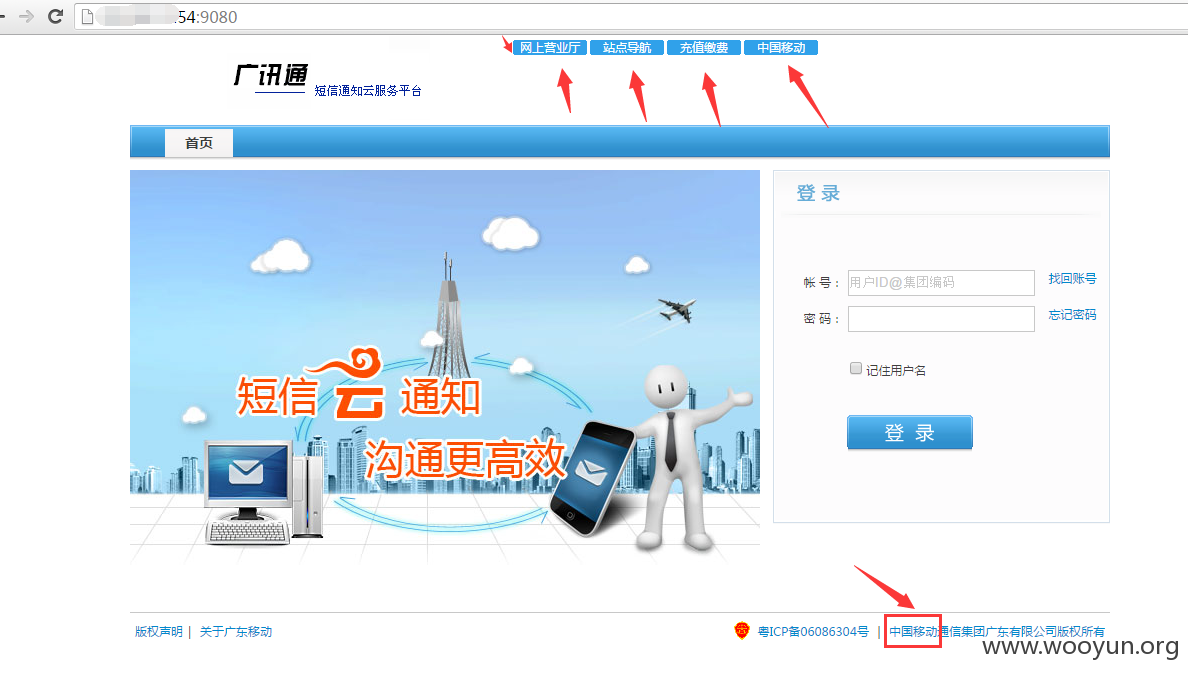 54:9080
网上营业厅 站点导航 充值缴费 中国移动
广讯通 短信通知云服务平台
首页
登 录
帐 号： 用户ID@集团编码 找回账号
密 码： 忘记密码
记住用户名
登 录
短信 云 通知
沟通更高效
版权声明 | 关于广东移动
粤ICP备06086304号 | 中国移动通信集团广东有限公司版权所有
www.wooyun.org